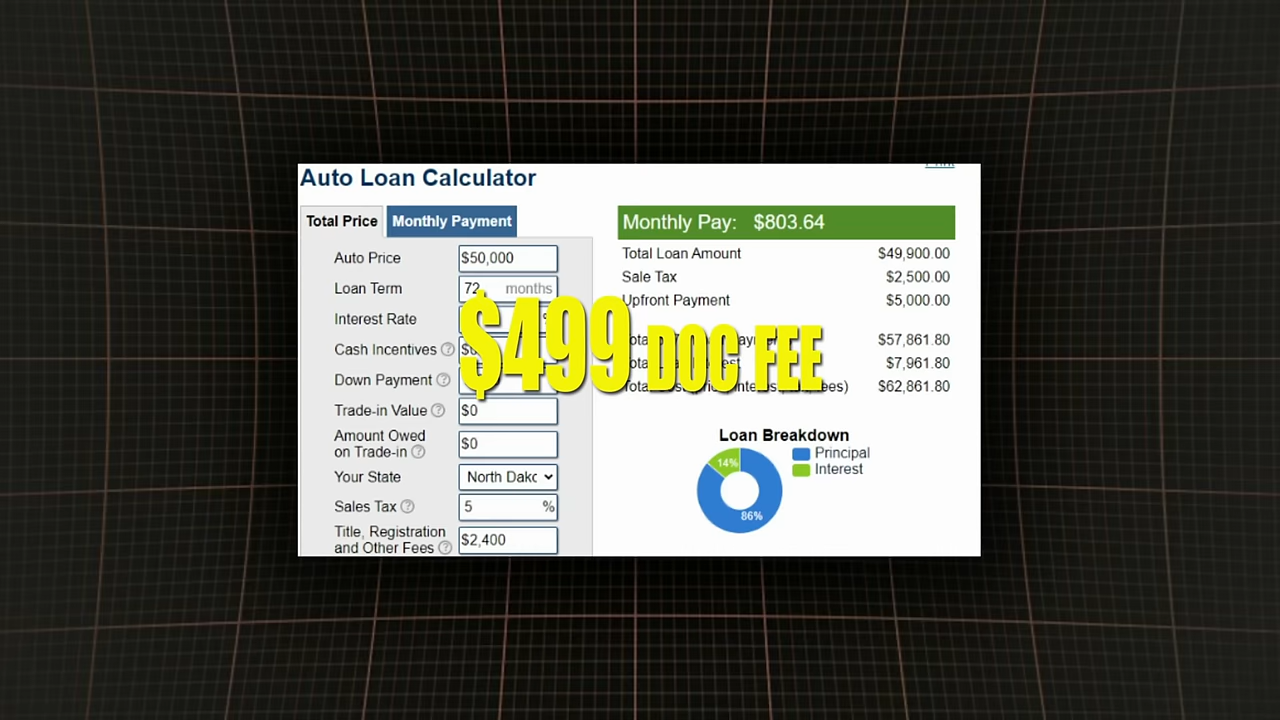 Print
Auto Loan Calculator
Total Price
Monthly Payment
Auto Price $50,000
Loan Term 72 months
Interest Rate
Cash Incentives
Down Payment
Trade-in Value $0
Amount Owed
on Trade-in $0
Your State North Dakc
Sales Tax 5 %
Title, Registration
and Other Fees $2,400
Monthly Pay: $803.64
Total Loan Amount $49,900.00
Sale Tax $2,500.00
Upfront Payment $5,000.00
$57,861.80
$7,961.80
$62,861.80
$499 DOC FEE
Loan Breakdown
Principal
Interest
14%
86%